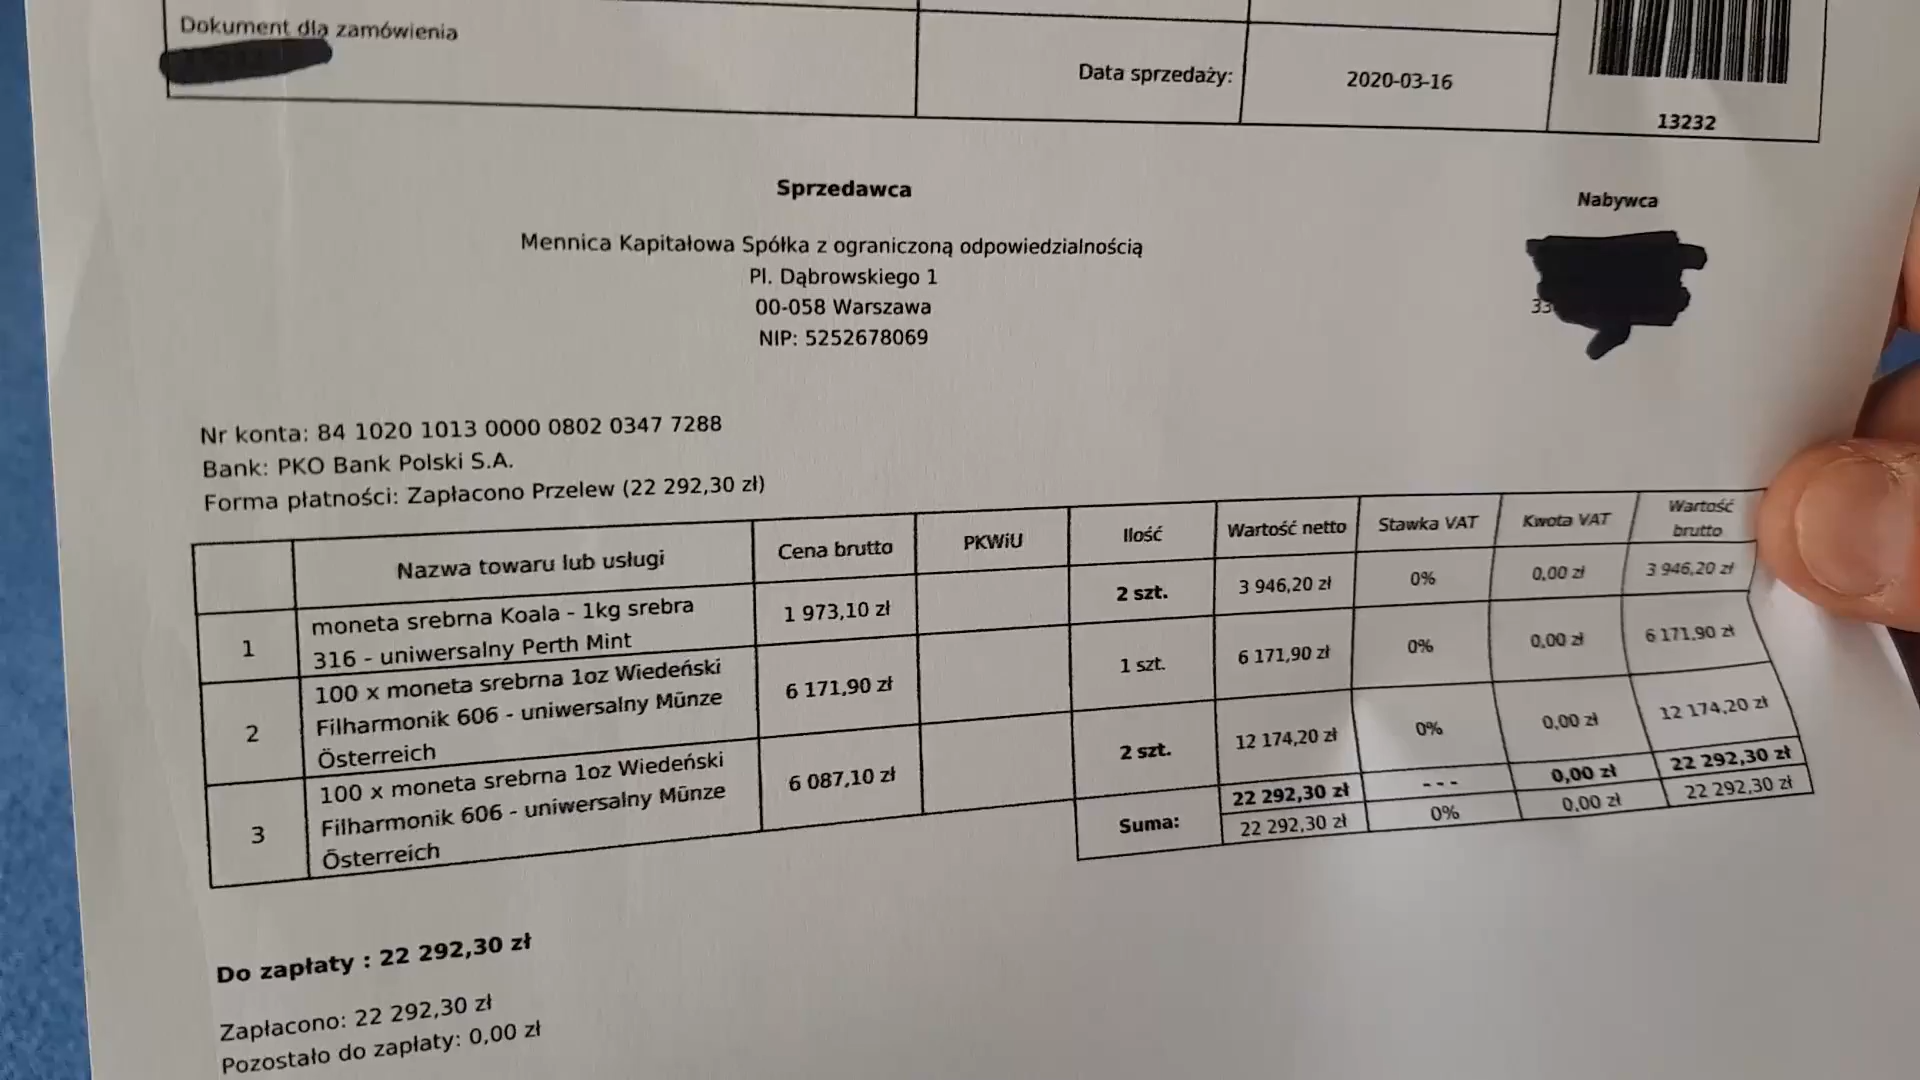 Dokument dla zamówienia
Data sprzedaży:
2020-03-16
13232
Sprzedawca
Mennica Kapitałowa Spółka z ograniczoną odpowiedzialnością
Pl. Dąbrowskiego 1
00-058 Warszawa
NIP: 5252678069
Nabywca
33
Nr konta: 84 1020 1013 0000 0802 0347 7288
Bank: PKO Bank Polski S.A.
Forma płatności: Zapłacono Przelew (22 292,30 zł)
Nazwa towaru lub usługi
Cena brutto
PKWiU
Ilość
Wartość netto
Stawka VAT
Kwota VAT
Wartość
brutto
1
moneta srebrna Koala - 1kg srebra
316 - uniwersalny Perth Mint
1 973,10 zł
2 szt.
3 946,20 zł
0%
0,00 zł
3 946,20 zł
2
100 x moneta srebrna 1oz Wiedeński
Filharmonik 606 - uniwersalny Münze
Österreich
6 171,90 zł
1 szt.
6 171,90 zł
0%
0,00 zł
6 171,90 zł
3
100 x moneta srebrna 1oz Wiedeński
Filharmonik 606 - uniwersalny Münze
Österreich
6 087,10 zł
2 szt.
12 174,20 zł
0%
0,00 zł
12 174,20 zł
Suma:
22 292,30 zł
---
0,00 zł
22 292,30 zł
22 292,30 zł
0%
0,00 zł
22 292,30 zł
Do zapłaty : 22 292,30 zł
Zapłacono: 22 292,30 zł
Pozostało do zapłaty: 0,00 zł